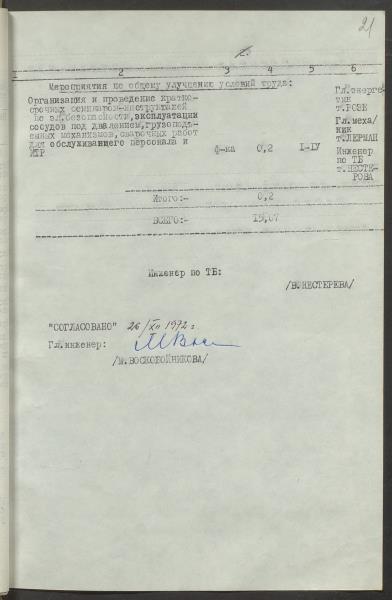 21
2.
2 3 4 5 6
Мероприятия по общему улучшению условий труда:
Организация и проведение кратко-
срочных семинаров-инструктажей
по эл.безопасности, эксплуатации
сосудов под давлением, грузоподъ-
емных механизмов, сварочных работ
для обслуживающего персонала и
ИТР ф-ка 0,2 I-IУ
Гл.энерге-
тик
т.РОЗЕ
Гл.меха/
ник
т.ЛЕРМАН
Инженер
по ТБ
т.НЕСТЕ-
РОВА
Итого:- 0,2
ВСЕГО:- 15,07
Инженер по ТБ:
/В.НЕСТЕРЕВА/
"СОГЛАСОВАНО" 26/XII 1972 г.
Гл.инженер:
/М.ВОСКОБОЙНИКОВА/